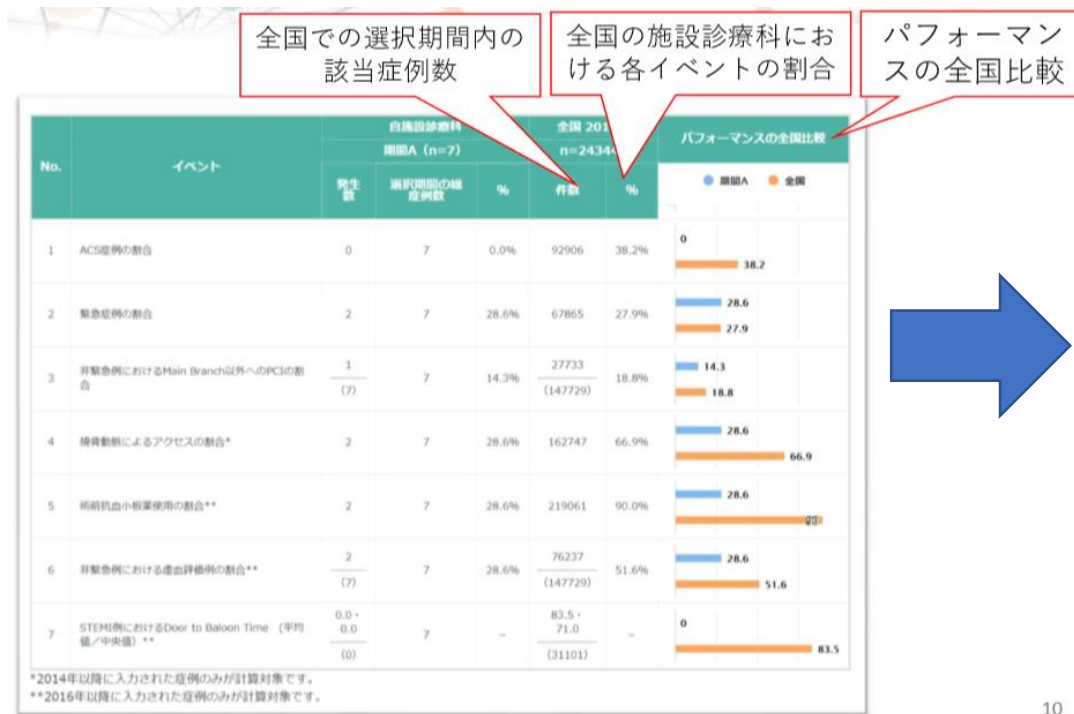 全国での選択期間内の
該当症例数
全国の施設診療科にお
ける各イベントの割合
パフォーマン
スの全国比較
No.
イベント
自施設診療科
期間A（n=7）
発生
数
選択期間の総
症例数
%
全国 201
n=24344
件数
%
パフォーマンスの全国比較
期間A
全国
1
ACS症例の割合
0
7
0.0%
92906
38.2%
0
38.2
2
緊急症例の割合
2
7
28.6%
67865
27.9%
28.6
27.9
3
非緊急例におけるMain Branch以外へのPCIの割
合
1
(7)
7
14.3%
27733
(147729)
18.8%
14.3
18.8
4
橈骨動脈によるアクセスの割合*
2
7
28.6%
162747
66.9%
28.6
66.9
5
術前抗血小板薬使用の割合**
2
7
28.6%
219061
90.0%
28.6
6
非緊急例における虚血評価例の割合**
2
(7)
7
28.6%
76237
(147729)
51.6%
28.6
51.6
7
STEMI例におけるDoor to Baloon Time （平均
値／中央値）**
0.0・
0.0
(0)
7
–
83.5・
71.0
(31101)
–
0
83.5
*2014年以降に入力された症例のみが計算対象です。
**2016年以降に入力された症例のみが計算対象です。
10